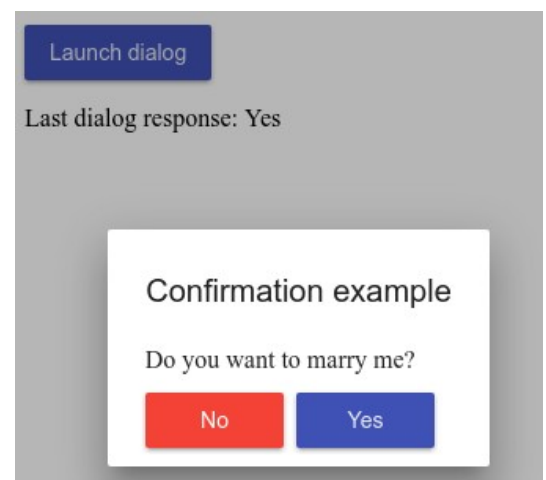 Launch dialog
Last dialog response: Yes
Confirmation example
Do you want to marry me?
No Yes